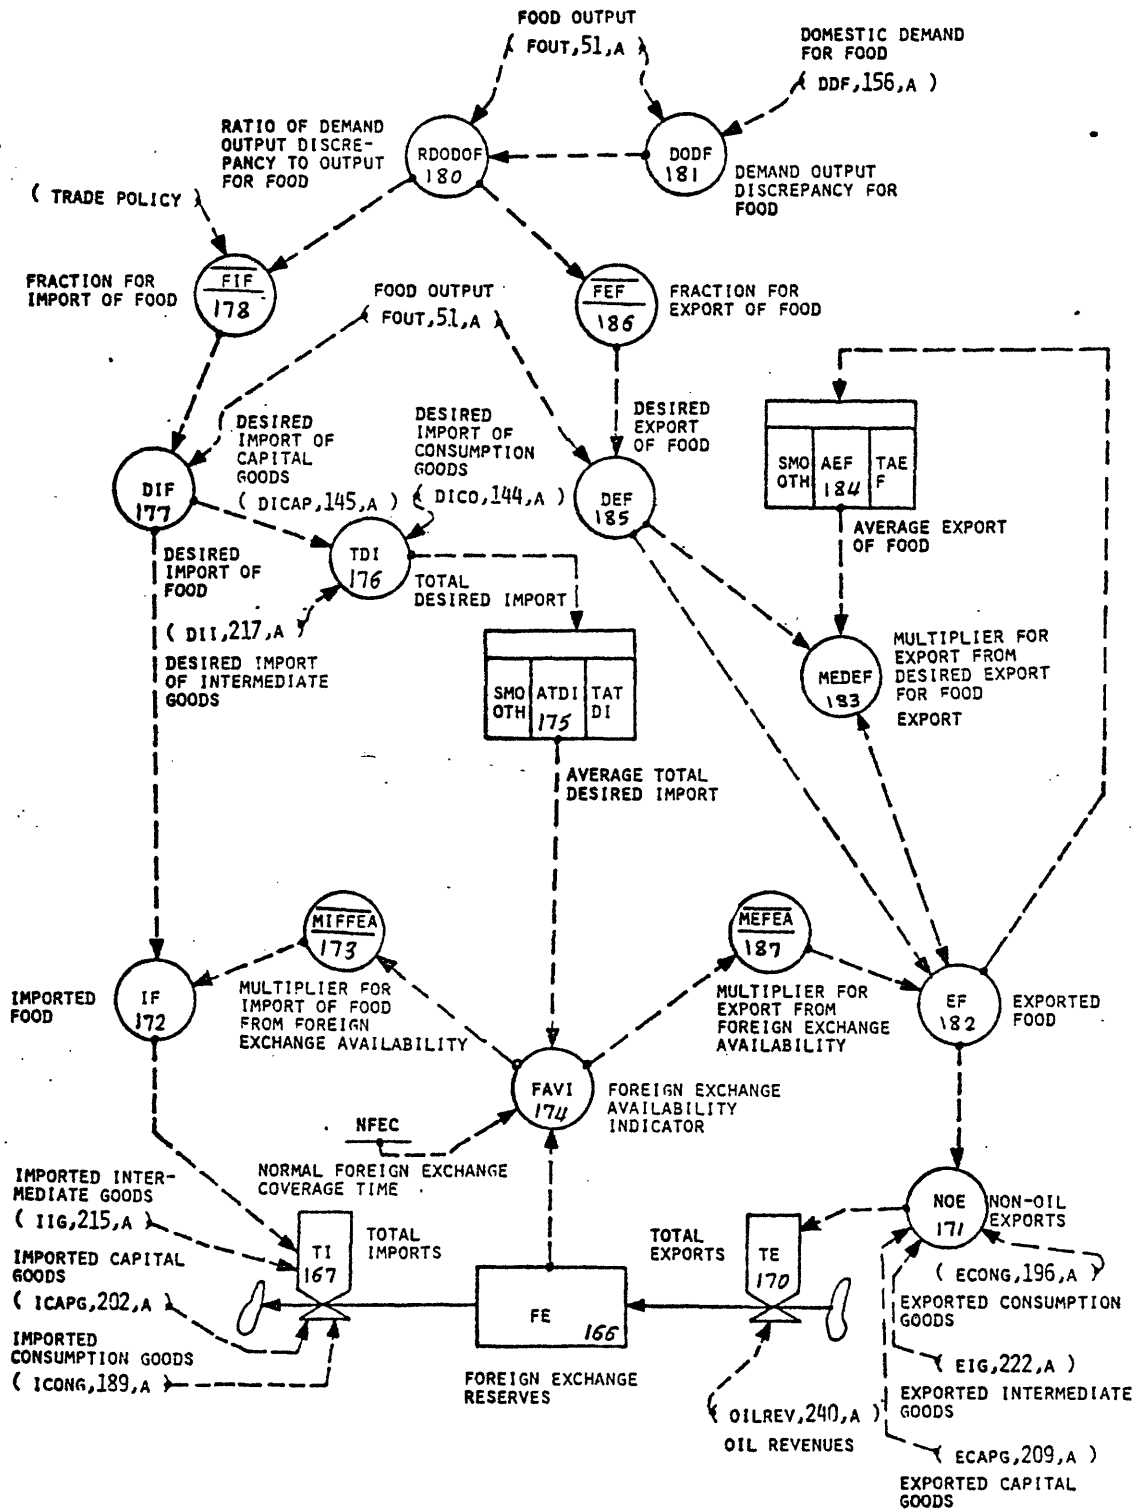 FOOD OUTPUT
( FOUT,51,A )
DOMESTIC DEMAND
FOR FOOD
( DDF,156,A )
RATIO OF DEMAND
OUTPUT DISCRE-
PANCY TO OUTPUT
FOR FOOD
RDODOF
180
DODF
181
DEMAND OUTPUT
DISCREPANCY FOR
FOOD
( TRADE POLICY )
FIF
178
FRACTION FOR
IMPORT OF FOOD
FOOD OUTPUT
( FOUT,51,A )
FEF
186
FRACTION FOR
EXPORT OF FOOD
DESIRED
IMPORT OF
CAPITAL
GOODS
( DICAP,145,A )
DESIRED
IMPORT OF
CONSUMPTION
GOODS
( DICO,144,A )
DESIRED
EXPORT
OF FOOD
SMO
OTH
AEF
184
TAE
F
AVERAGE EXPORT
OF FOOD
DIF
177
DESIRED
IMPORT OF
FOOD
TDI
176
TOTAL
DESIRED IMPORT
DEF
185
( DII,217,A )
DESIRED IMPORT
OF INTERMEDIATE
GOODS
SMO
OTH
ATDI
175
TAT
DI
AVERAGE TOTAL
DESIRED IMPORT
MEDEF
183
MULTIPLIER FOR
EXPORT FROM
DESIRED EXPORT
FOR FOOD
EXPORT
MIFFEA
173
MULTIPLIER FOR
IMPORT OF FOOD
FROM FOREIGN
EXCHANGE AVAILABILITY
MEFEA
187
MULTIPLIER FOR
EXPORT FROM
FOREIGN EXCHANGE
AVAILABILITY
IMPORTED
FOOD
IF
172
EF
182
EXPORTED
FOOD
FAVI
174
FOREIGN EXCHANGE
AVAILABILITY
INDICATOR
NFEC
NORMAL FOREIGN EXCHANGE
COVERAGE TIME
IMPORTED INTER-
MEDIATE GOODS
( IIG,215,A )
IMPORTED CAPITAL
GOODS
( ICAPG,202,A )
IMPORTED
CONSUMPTION GOODS
( ICONG,189,A )
TI
167
TOTAL
IMPORTS
FE
166
FOREIGN EXCHANGE
RESERVES
TOTAL
EXPORTS
TE
170
( OILREV,240,A )
OIL REVENUES
NOE
171
NON-OIL
EXPORTS
( ECONG,196,A )
EXPORTED CONSUMPTION
GOODS
( EIG,222,A )
EXPORTED INTERMEDIATE
GOODS
( ECAPG,209,A )
EXPORTED CAPITAL
GOODS